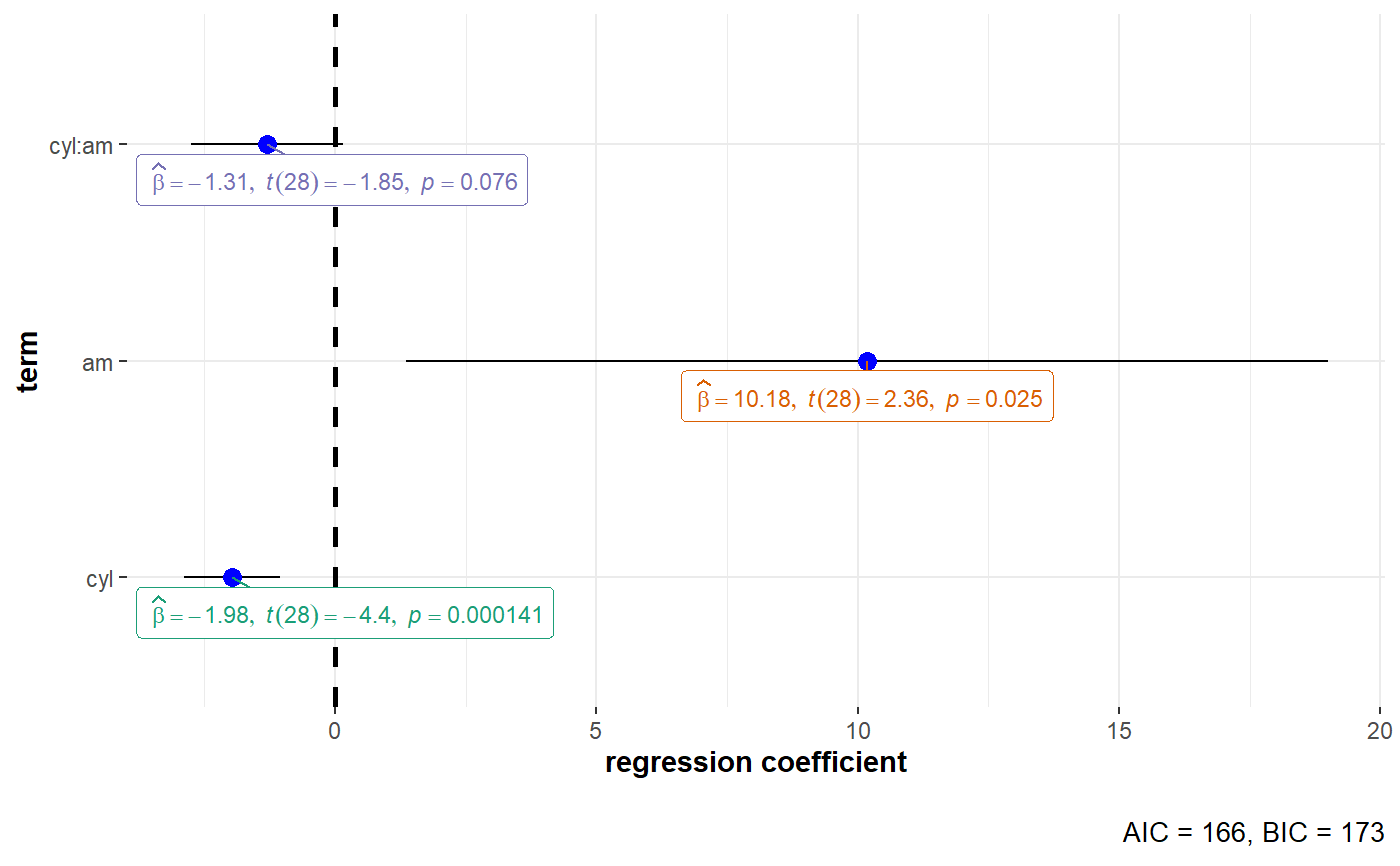 cyl:am
β̂ = −1.31, t(28) = −1.85, p = 0.076
term
am
β̂ = 10.18, t(28) = 2.36, p = 0.025
cyl
β̂ = −1.98, t(28) = −4.4, p = 0.000141
0 5 10 15 20
regression coefficient
AIC = 166, BIC = 173